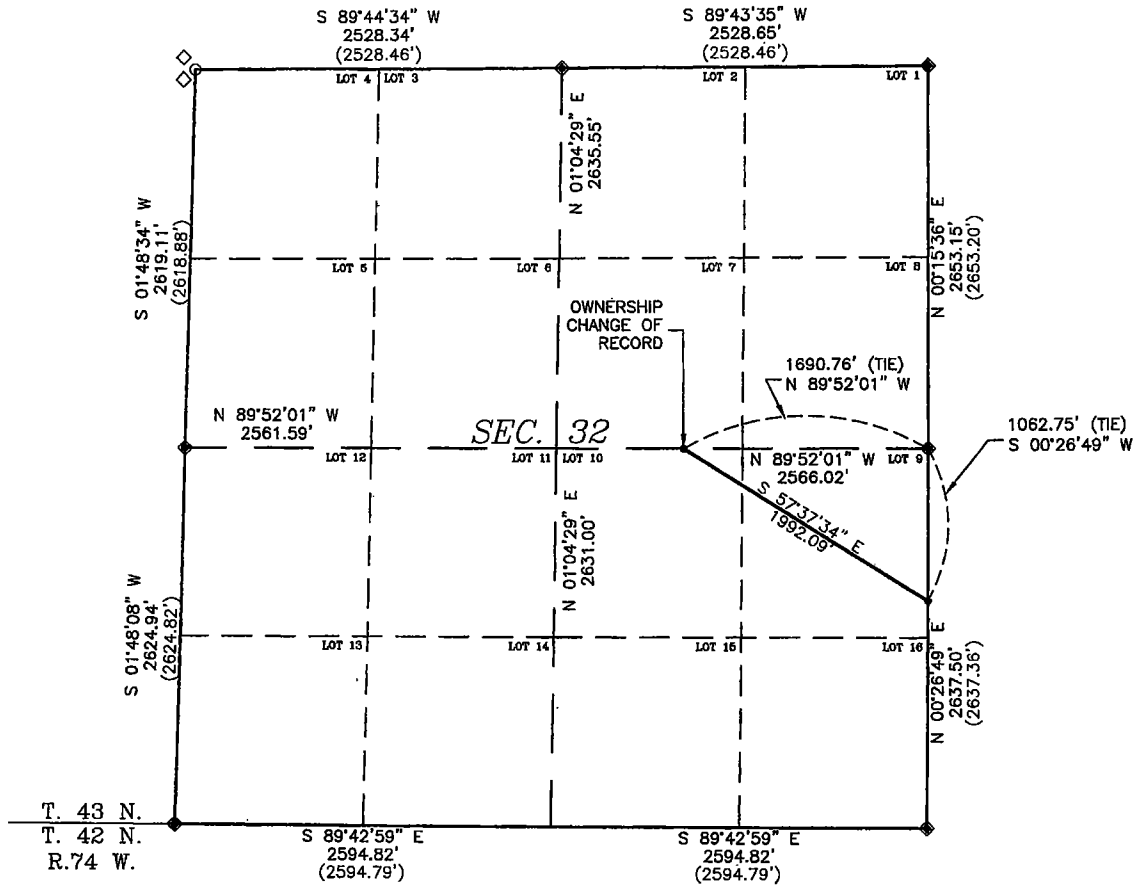 S 89°44'34" W
2528.34'
(2528.46')
S 89°43'35" W
2528.65'
(2528.46')
LOT 4
LOT 3
LOT 2
LOT 1
N 01°04'29" E
2635.55'
S 01°48'34" W
2619.11'
(2618.88')
N 00°15'36" E
2653.15'
(2653.20')
LOT 5
LOT 6
LOT 7
LOT 8
OWNERSHIP
CHANGE OF
RECORD
1690.76' (TIE)
N 89°52'01" W
1062.75' (TIE)
S 00°26'49" W
N 89°52'01" W
2561.59'
SEC. 32
LOT 12
LOT 11
LOT 10
LOT 9
N 89°52'01" W
2566.02'
S 57°37'34" E
1992.09'
N 01°04'29" E
2631.00'
S 01°48'08" W
2624.94'
(2624.82')
LOT 13
LOT 14
LOT 15
LOT 16
N 00°26'49" E
2637.50'
(2637.36')
T. 43 N.
T. 42 N.
R.74 W.
S 89°42'59" E
2594.82'
(2594.79')
S 89°42'59" E
2594.82'
(2594.79')